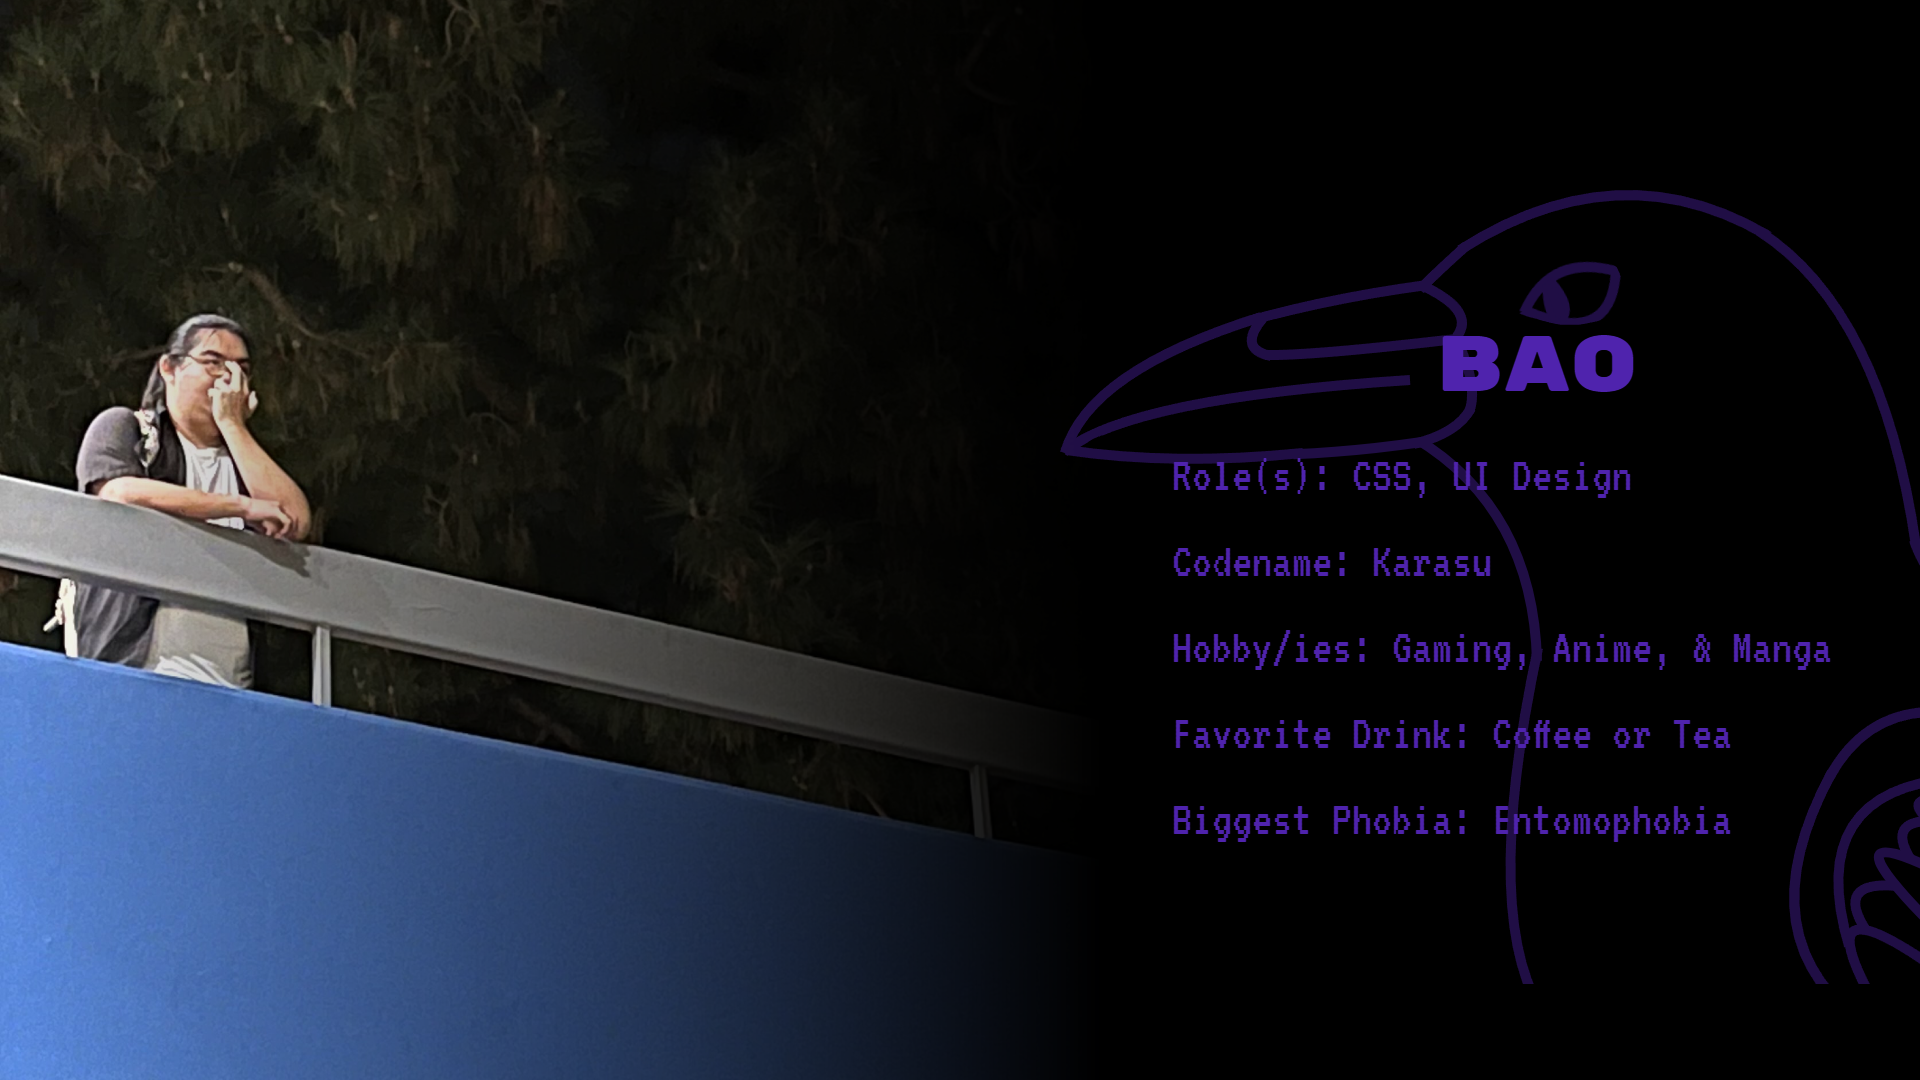 BAO
Role(s): CSS, UI Design
Codename: Karasu
Hobby/ies: Gaming, Anime, & Manga
Favorite Drink: Coffee or Tea
Biggest Phobia: Entomophobia